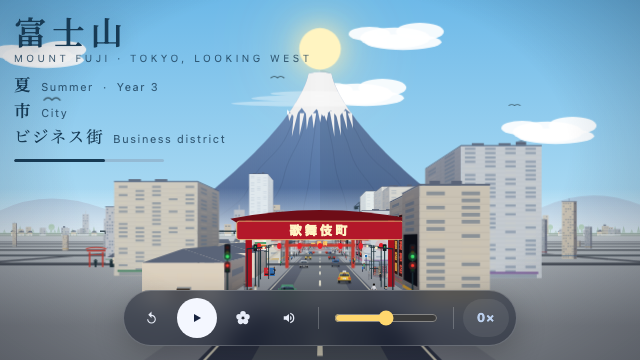 富士山
MOUNT FUJI · TOKYO, LOOKING WEST
夏 Summer · Year 3
市 City
ビジネス街 Business district
歌舞伎町
0×